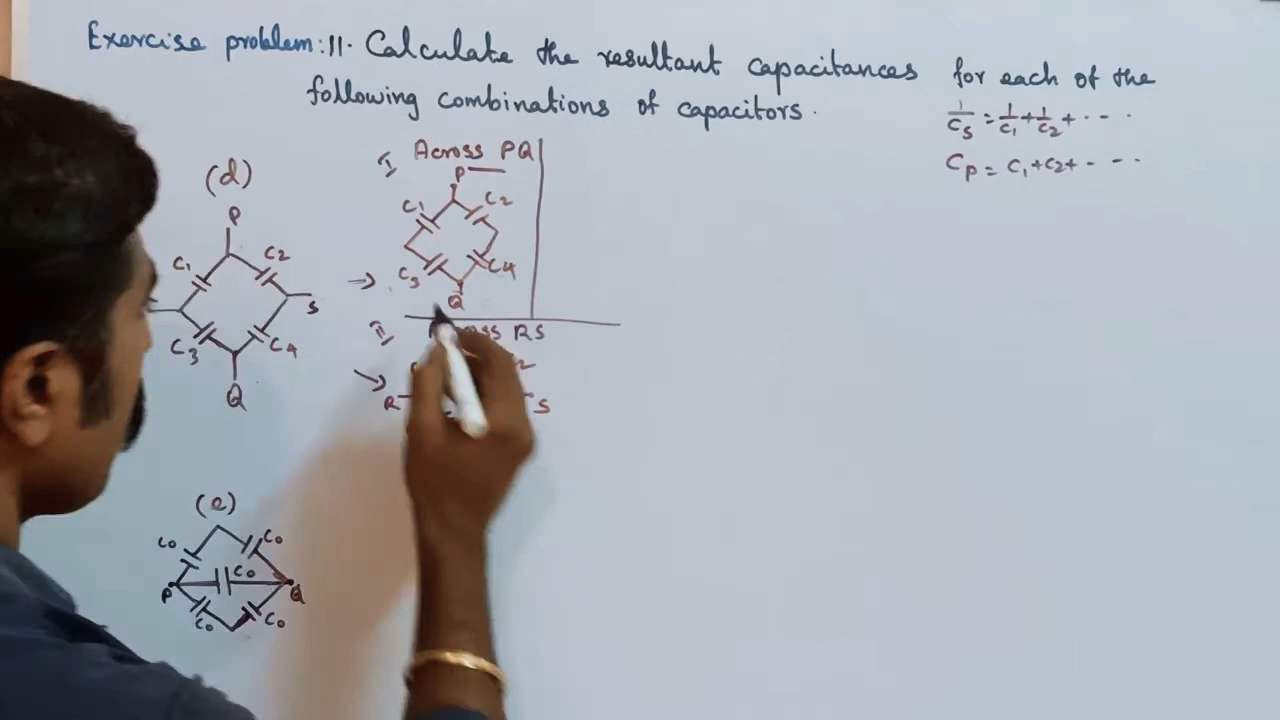 Exercise problem: 11. Calculate the resultant capacitances for each of the
following combinations of capacitors.
1/Cs = 1/C1 + 1/C2 + - - -
Cp = C1 + C2 + - - -
(d)
P
C1 C2
S
C3 C4
Q
I Across PQ
P
C1 C2
C3 C4
Q
II RS
R S
(e)
C0 C0
C0
P Q
C0 C0